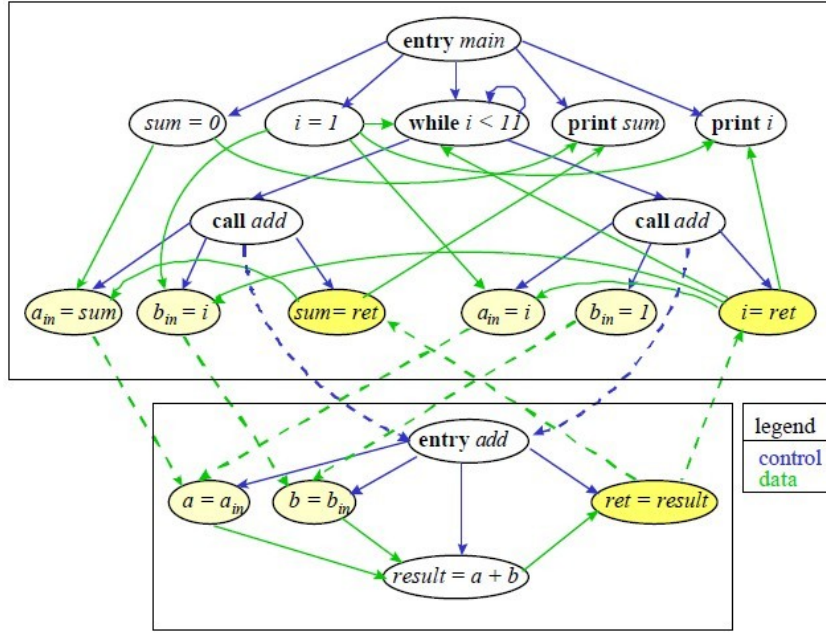 entry main
sum = 0
i = 1
while i < 11
print sum
print i
call add
call add
a_in = sum
b_in = i
sum= ret
a_in = i
b_in = 1
i= ret
entry add
a = a_in
b = b_in
ret = result
result = a + b
legend
control
data